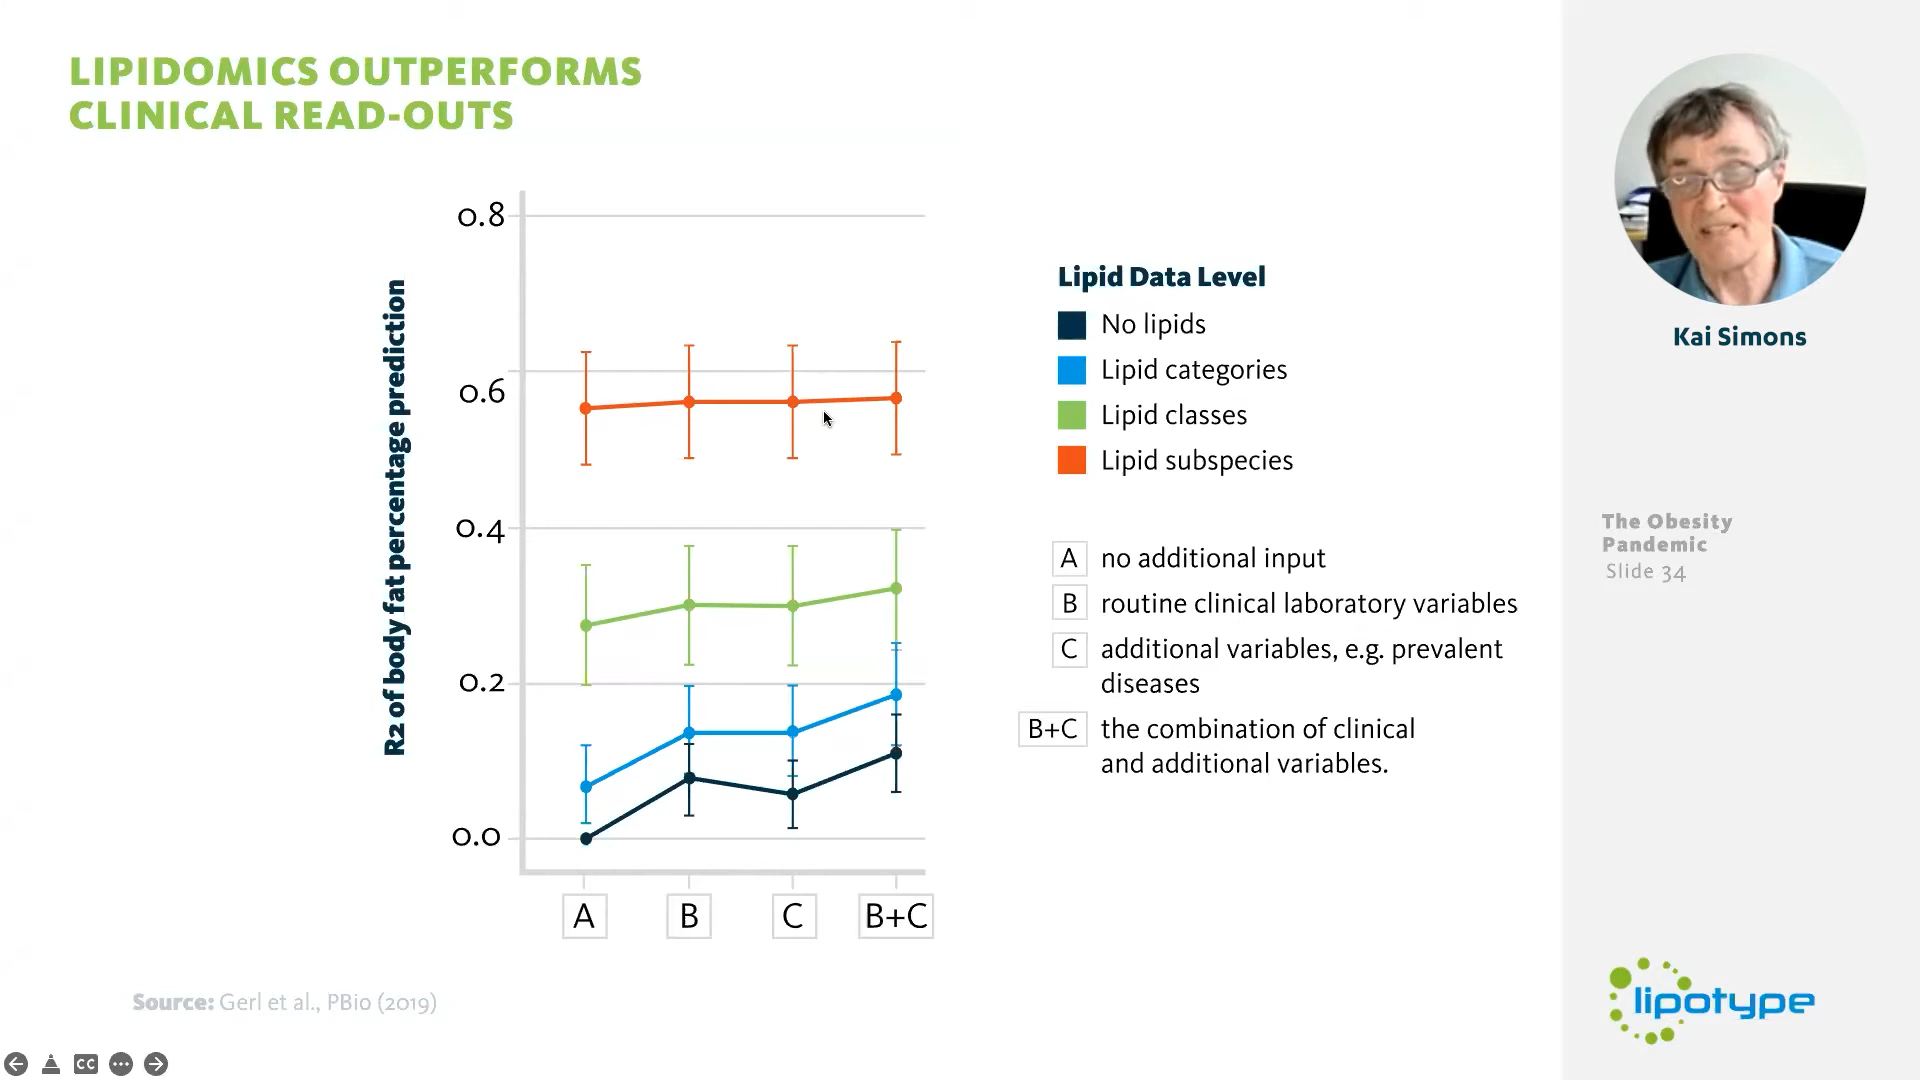 LIPIDOMICS OUTPERFORMS
CLINICAL READ-OUTS
R2 of body fat percentage prediction
0.8
0.6
0.4
0.2
0.0
A
B
C
B+C
Lipid Data Level
No lipids
Lipid categories
Lipid classes
Lipid subspecies
A no additional input
B routine clinical laboratory variables
C additional variables, e.g. prevalent
diseases
B+C the combination of clinical
and additional variables.
Source: Gerl et al., PBio (2019)
Kai Simons
The Obesity
Pandemic
Slide 34
lipotype
CC